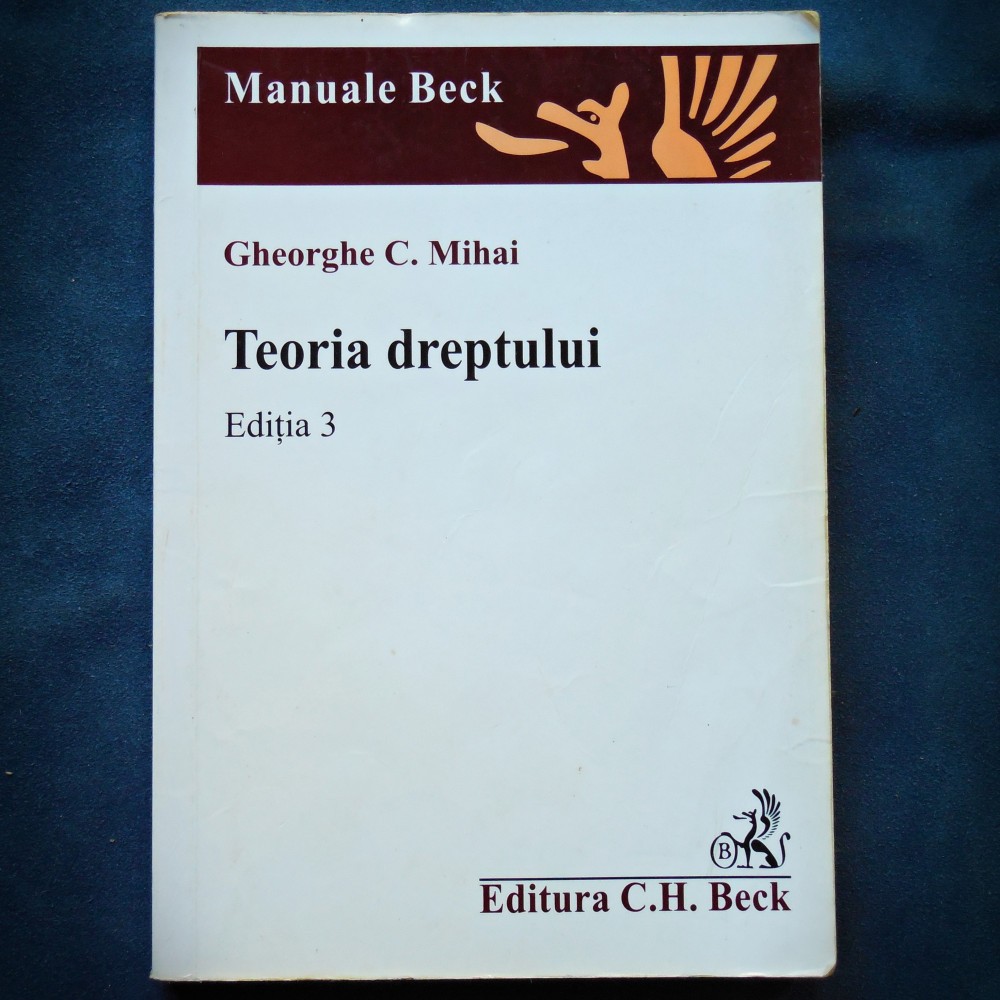 Manuale Beck
Gheorghe C. Mihai
Teoria dreptului
Ediția 3
B
Editura C.H. Beck